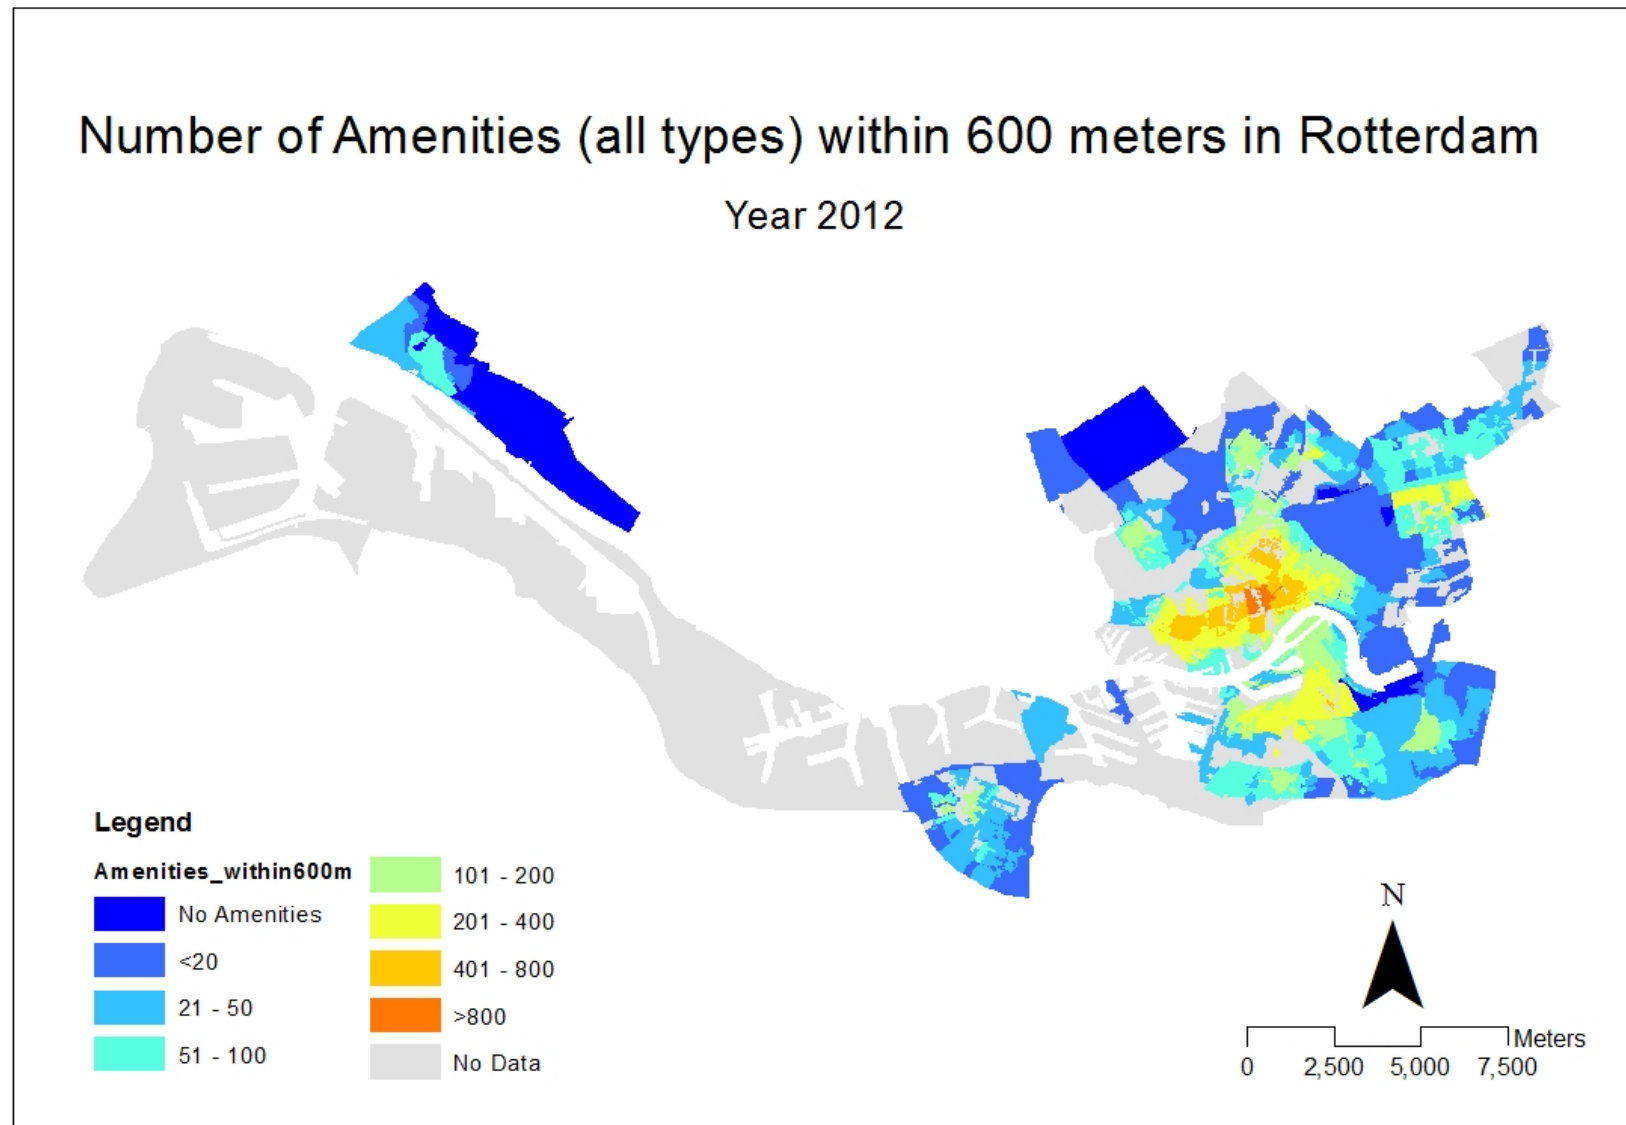 Number of Amenities (all types) within 600 meters in Rotterdam
Year 2012
Legend
Amenities_within600m
No Amenities
<20
21 - 50
51 - 100
101 - 200
201 - 400
401 - 800
>800
No Data
N
Meters
0 2,500 5,000 7,500